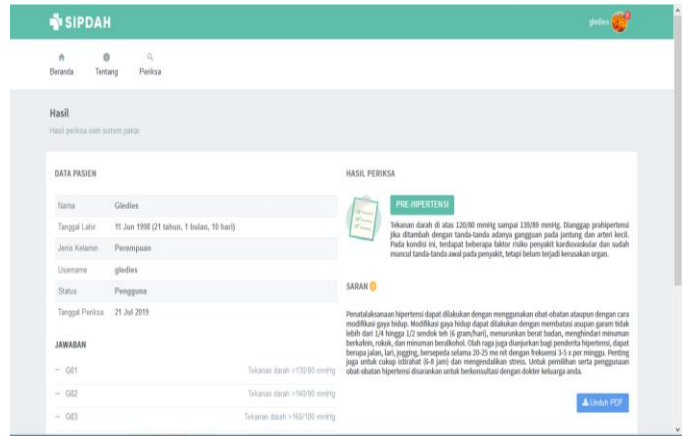 SIPDAH
gledies
Beranda Tentang Periksa
Hasil
Hasil periksa oleh sistem pakar
DATA PASIEN
Nama Gledies
Tanggal Lahir 11 Jun 1998 (21 tahun, 1 bulan, 10 hari)
Jenis Kelamin Perempuan
Username gledies
Status Pengguna
Tanggal Periksa 21 Jul 2019
JAWABAN
− G01 Tekanan darah >130/80 mmHg
− G02 Tekanan darah >140/90 mmHg
− G03 Tekanan darah >160/100 mmHg
HASIL PERIKSA
PRE-HIPERTENSI
Tekanan darah di atas 120/80 mmHg sampai 139/89 mmHg. Dianggap prahipertensi
jika ditambah dengan tanda-tanda adanya gangguan pada jantung dan arteri kecil.
Pada kondisi ini, terdapat beberapa faktor risiko penyakit kardiovaskular dan sudah
muncul tanda-tanda awal pada penyakit, tetapi belum terjadi kerusakan organ.
SARAN
Penatalaksanaan hipertensi dapat dilakukan dengan menggunakan obat-obatan ataupun dengan cara
modifikasi gaya hidup. Modifikasi gaya hidup dapat dilakukan dengan membatasi asupan garam tidak
lebih dari 1/4 hingga 1/2 sendok teh (6 gram/hari), menurunkan berat badan, menghindari minuman
berkafein, rokok, dan minuman beralkohol. Olah raga juga dianjurkan bagi penderita hipertensi, dapat
berupa jalan, lari, jogging, bersepeda selama 20-25 menit dengan frekuensi 3-5 x per minggu. Penting
juga untuk cukup istirahat (6-8 jam) dan mengendalikan stress. Untuk pemilihan serta penggunaan
obat-obatan hipertensi disarankan untuk berkonsultasi dengan dokter keluarga anda.
Unduh PDF